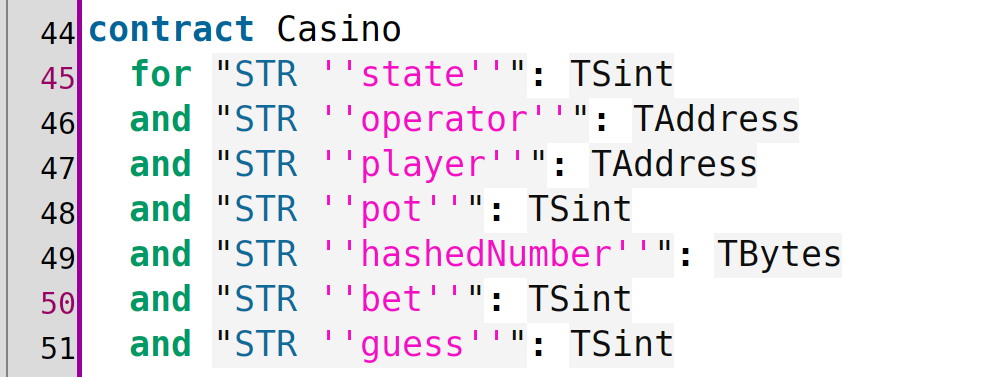 44 contract Casino
45 for "STR ''state''": TSint
46 and "STR ''operator''": TAddress
47 and "STR ''player''": TAddress
48 and "STR ''pot''": TSint
49 and "STR ''hashedNumber''": TBytes
50 and "STR ''bet''": TSint
51 and "STR ''guess''": TSint